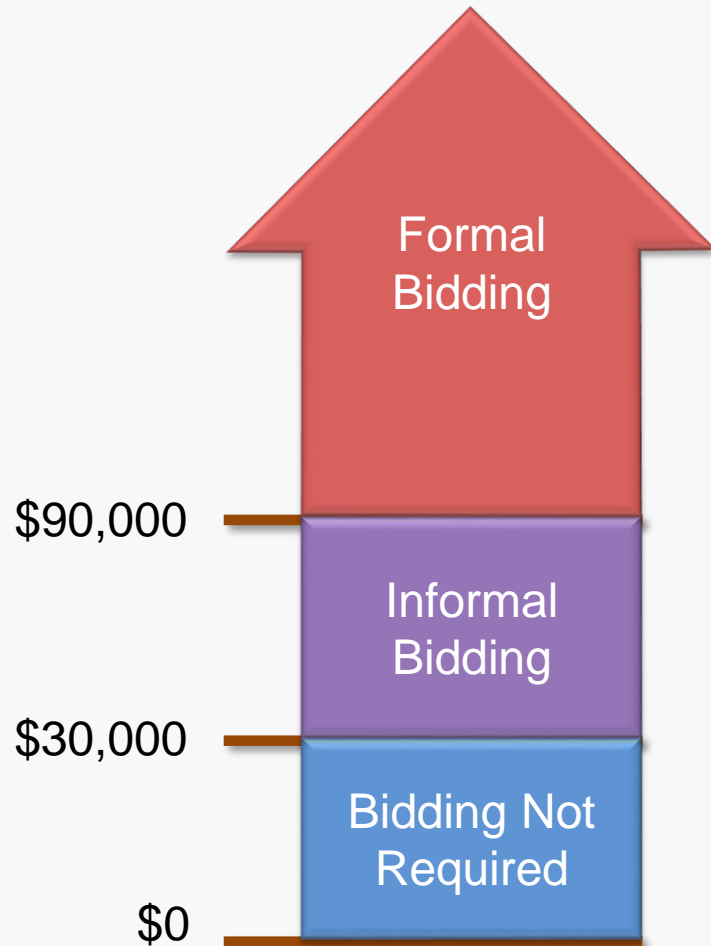 Formal
Bidding
$90,000
Informal
Bidding
$30,000
Bidding Not
Required
$0